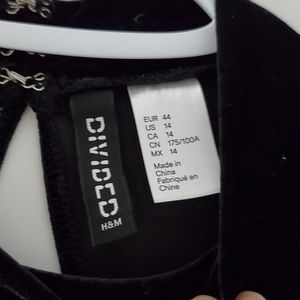 DIVIDED
H&M
EUR 44
US 14
CA 14
CN 175/100A
MX 14
Made in
China
Fabriqué en
Chine